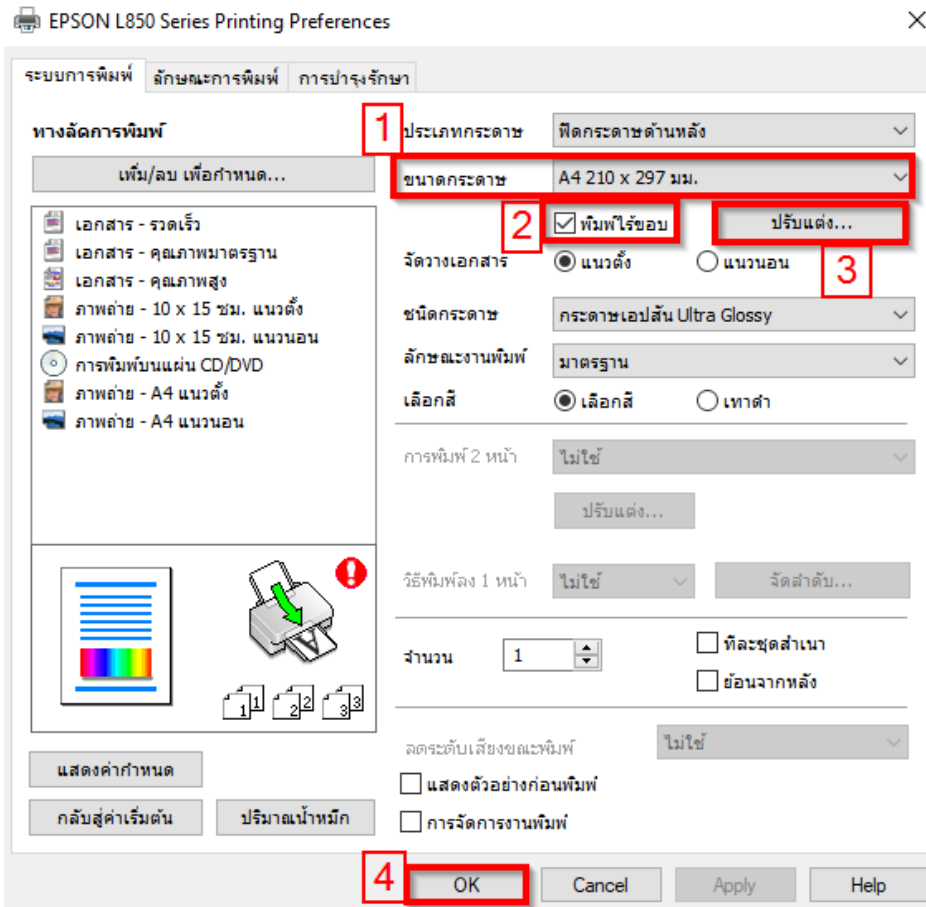 EPSON L850 Series Printing Preferences
ระบบการพิมพ์ ลักษณะการพิมพ์ การบำรุงรักษา
ทางลัดการพิมพ์
เพิ่ม/ลบ เพื่อกำหนด...
เอกสาร - รวดเร็ว
เอกสาร - คุณภาพมาตรฐาน
เอกสาร - คุณภาพสูง
ภาพถ่าย - 10 x 15 ซม. แนวตั้ง
ภาพถ่าย - 10 x 15 ซม. แนวนอน
การพิมพ์บนแผ่น CD/DVD
ภาพถ่าย - A4 แนวตั้ง
ภาพถ่าย - A4 แนวนอน
1 1 2 2 3 3
แสดงค่ากำหนด
กลับสู่ค่าเริ่มต้น ปริมาณน้ำหมึก
1 ประเภทกระดาษ ฟีดกระดาษด้านหลัง
ขนาดกระดาษ A4 210 x 297 มม.
2 พิมพ์ไร้ขอบ ปรับแต่ง...
3
จัดวางเอกสาร แนวตั้ง แนวนอน
ชนิดกระดาษ กระดาษเอปสัน Ultra Glossy
ลักษณะงานพิมพ์ มาตรฐาน
เลือกสี เลือกสี เทาดำ
การพิมพ์ 2 หน้า ไม่ใช้
ปรับแต่ง...
วิธีพิมพ์ลง 1 หน้า ไม่ใช้ จัดลำดับ...
จำนวน 1 ทีละชุดสำเนา
ย้อนจากหลัง
ลดระดับเสียงขณะพิมพ์ ไม่ใช้
แสดงตัวอย่างก่อนพิมพ์
การจัดการงานพิมพ์
4 OK Cancel Apply Help